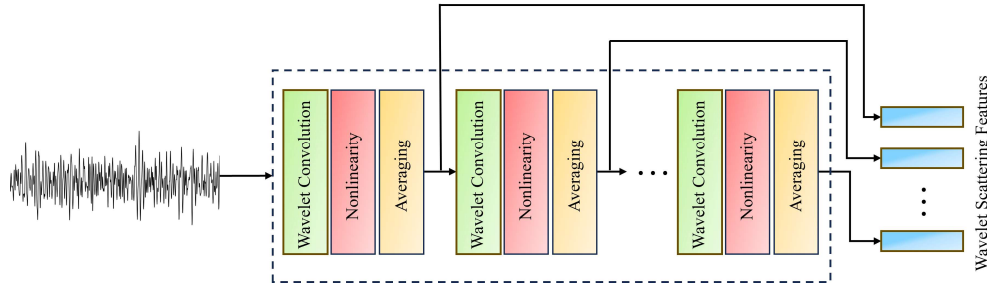 Wavelet Convolution
Nonlinearity
Averaging
Wavelet Convolution
Nonlinearity
Averaging
Wavelet Convolution
Nonlinearity
Averaging
Wavelet Scattering Features